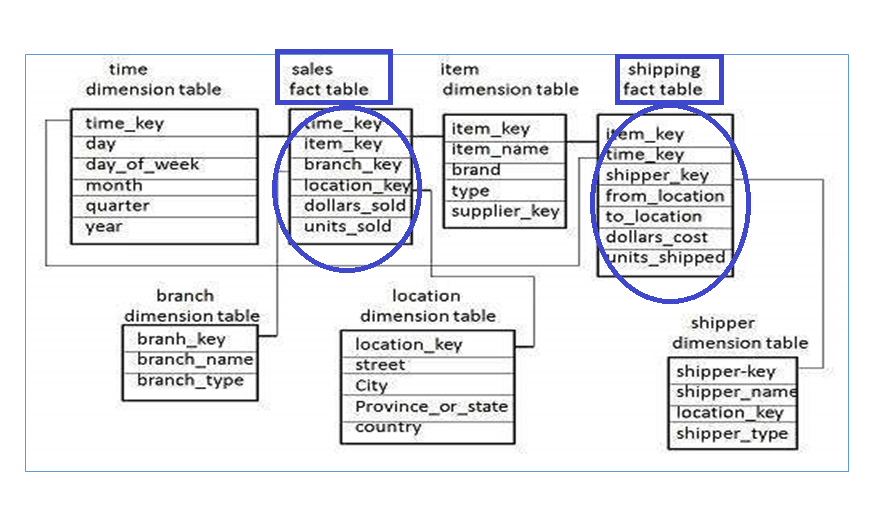 time
dimension table
time_key
day
day_of_week
month
quarter
year
sales
fact table
time_key
item_key
branch_key
location_key
dollars_sold
units_sold
item
dimension table
item_key
item_name
brand
type
supplier_key
shipping
fact table
item_key
time_key
shipper_key
from_location
to_location
dollars_cost
units_shipped
branch
dimension table
branh_key
branch_name
branch_type
location
dimension table
location_key
street
City
Province_or_state
country
shipper
dimension table
shipper-key
shipper_name
location_key
shipper_type